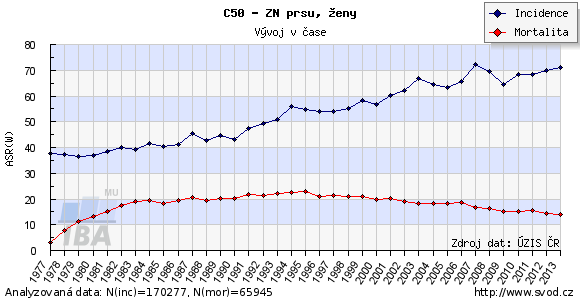 C50 - ZN prsu, ženy
Vývoj v čase
Incidence
Mortalita
ASR(W)
80
70
60
50
40
30
20
10
0
MU
IBA
Zdroj dat: ÚZIS ČR
1977 1978 1979 1980 1981 1982 1983 1984 1985 1986 1987 1988 1989 1990 1991 1992 1993 1994 1995 1996 1997 1998 1999 2000 2001 2002 2003 2004 2005 2006 2007 2008 2009 2010 2011 2012 2013
Analyzovaná data: N(inc)=170277, N(mor)=65945
http://www.svod.cz